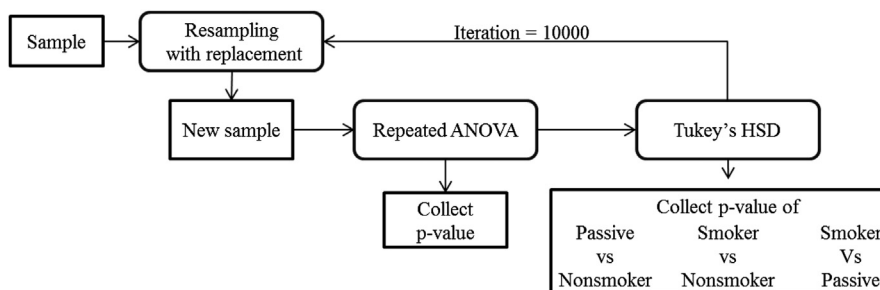 Sample
Resampling
with replacement
Iteration = 10000
New sample
Repeated ANOVA
Tukey's HSD
Collect
p-value
Collect p-value of
Passive
vs
Nonsmoker
Smoker
vs
Nonsmoker
Smoker
Vs
Passive